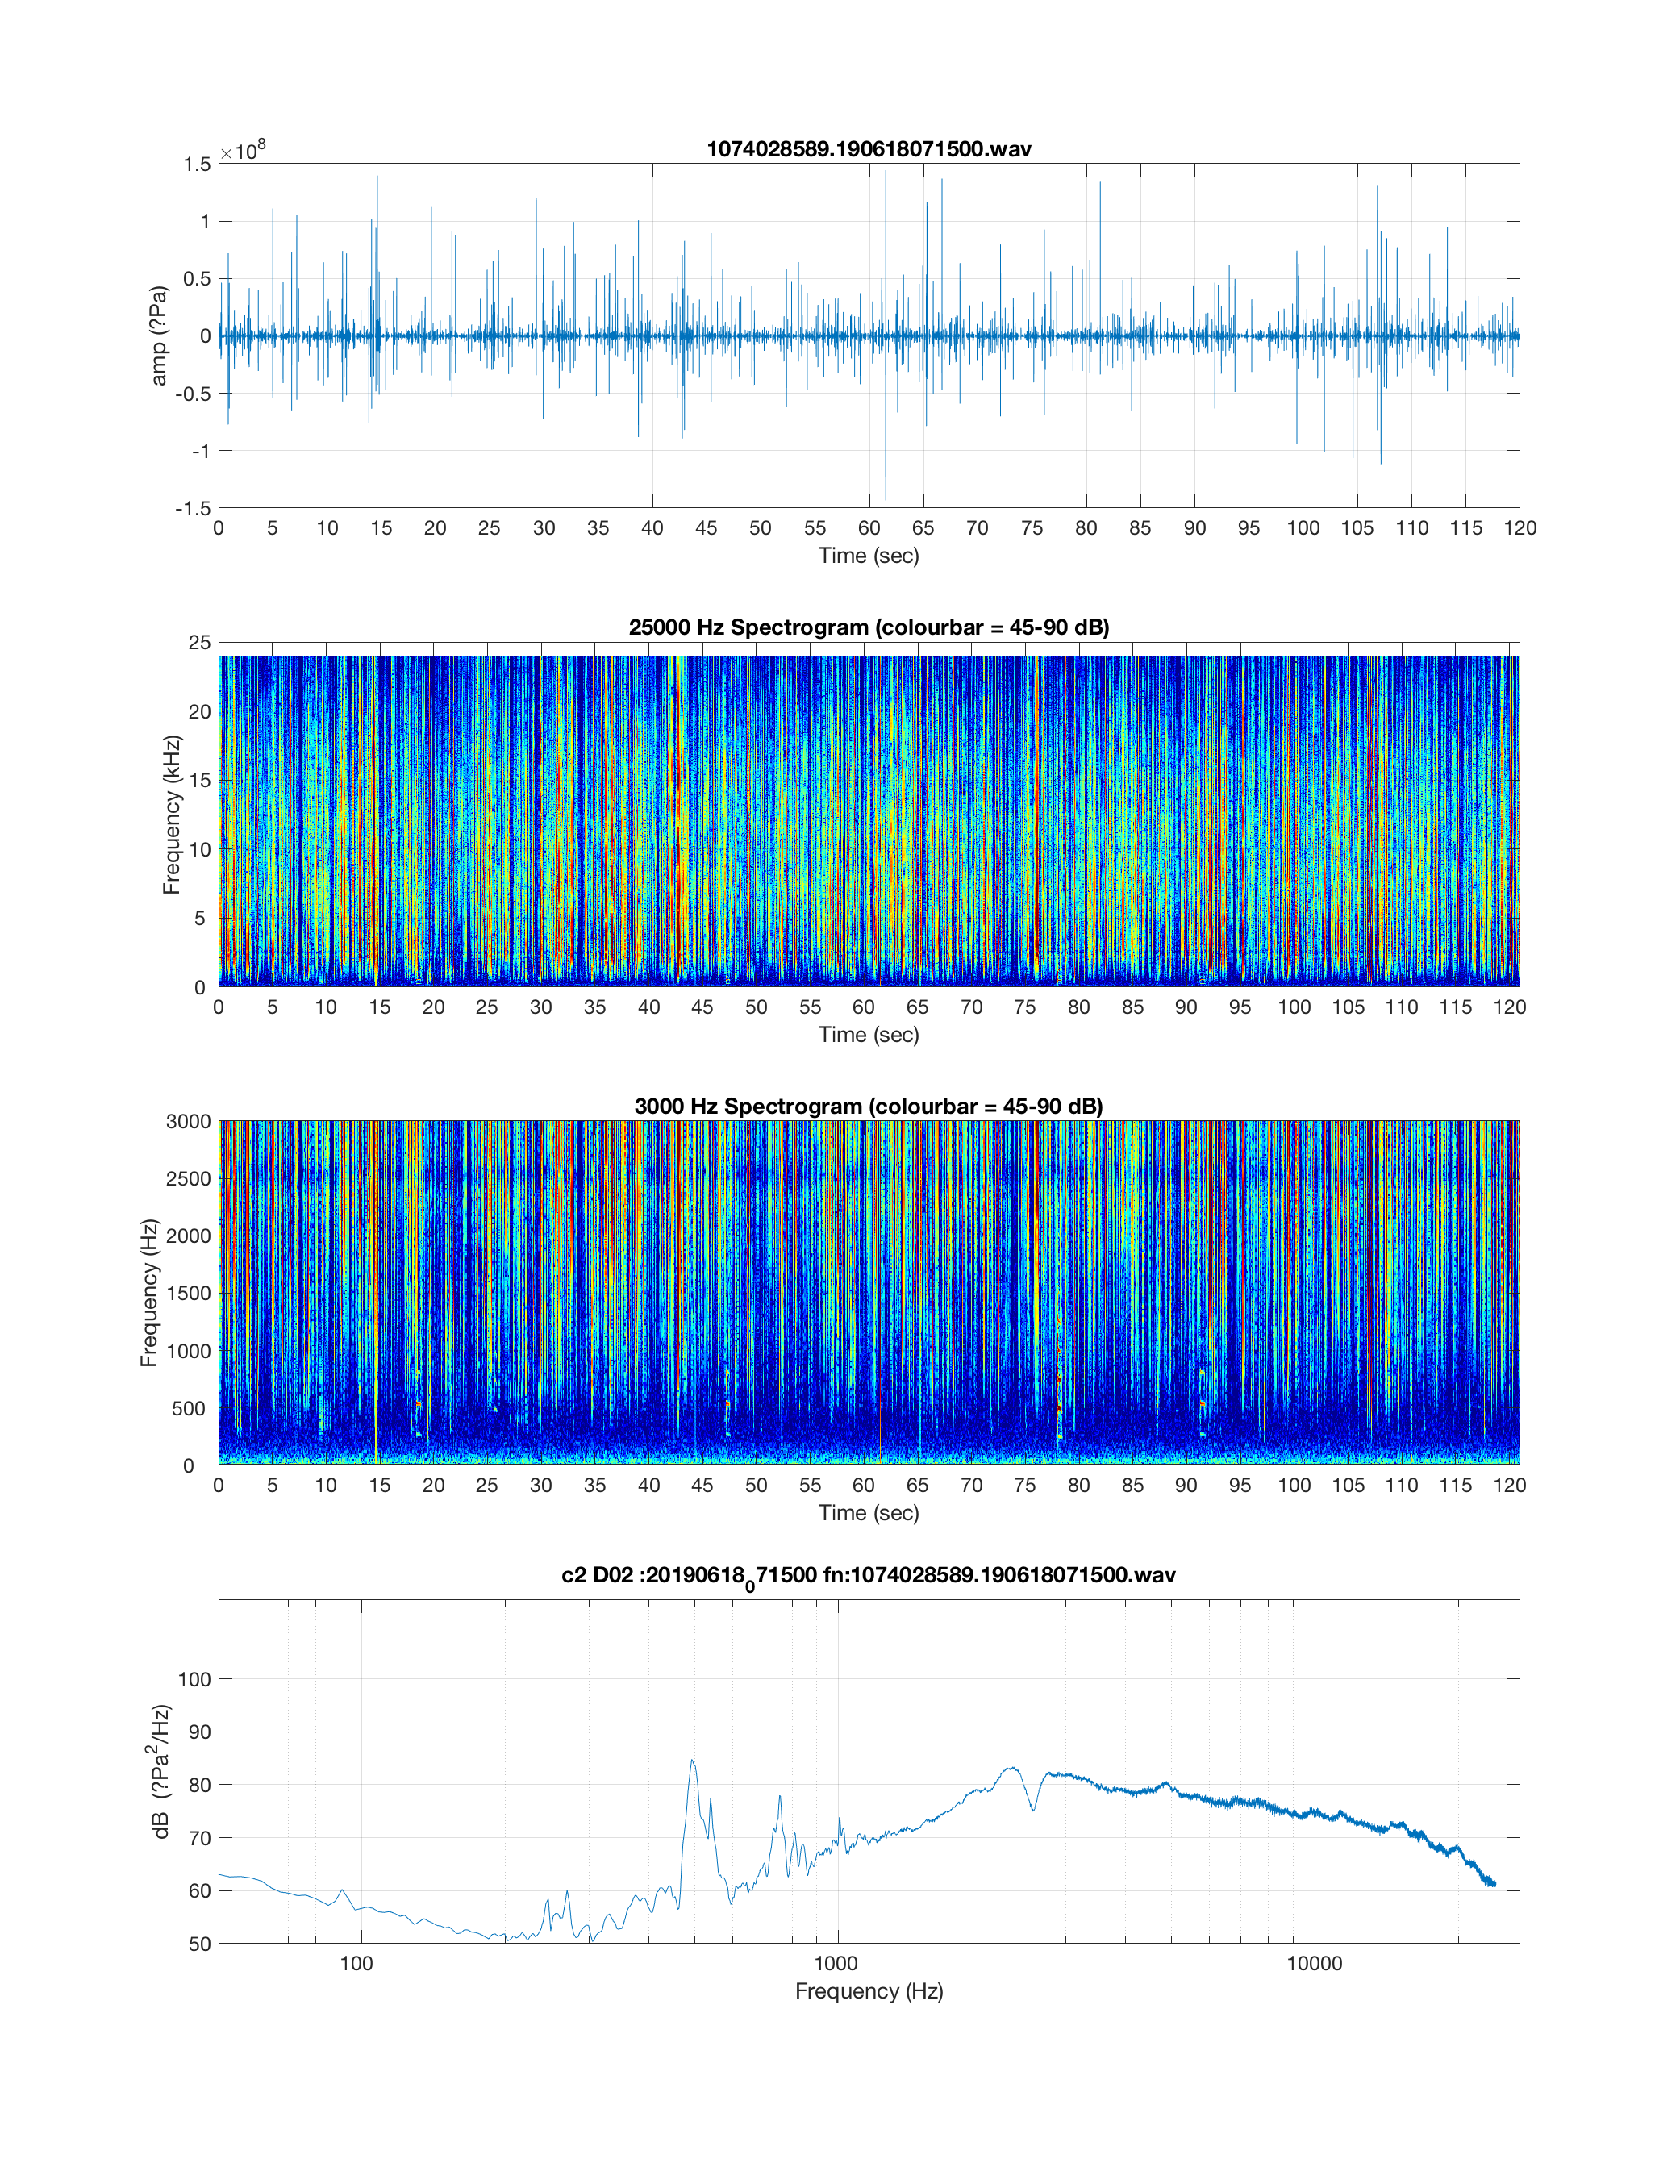 1074028589.190618071500.wav
×10^8
1.5
1
0.5
0
-0.5
-1
-1.5
amp (?Pa)
0 5 10 15 20 25 30 35 40 45 50 55 60 65 70 75 80 85 90 95 100 105 110 115 120
Time (sec)
25000 Hz Spectrogram (colourbar = 45-90 dB)
25
20
15
10
5
0
Frequency (kHz)
0 5 10 15 20 25 30 35 40 45 50 55 60 65 70 75 80 85 90 95 100 105 110 115 120
Time (sec)
3000 Hz Spectrogram (colourbar = 45-90 dB)
3000
2500
2000
1500
1000
500
0
Frequency (Hz)
0 5 10 15 20 25 30 35 40 45 50 55 60 65 70 75 80 85 90 95 100 105 110 115 120
Time (sec)
c2 D02 :20190618_071500 fn:1074028589.190618071500.wav
100
90
80
70
60
50
dB (?Pa^2/Hz)
100 1000 10000
Frequency (Hz)